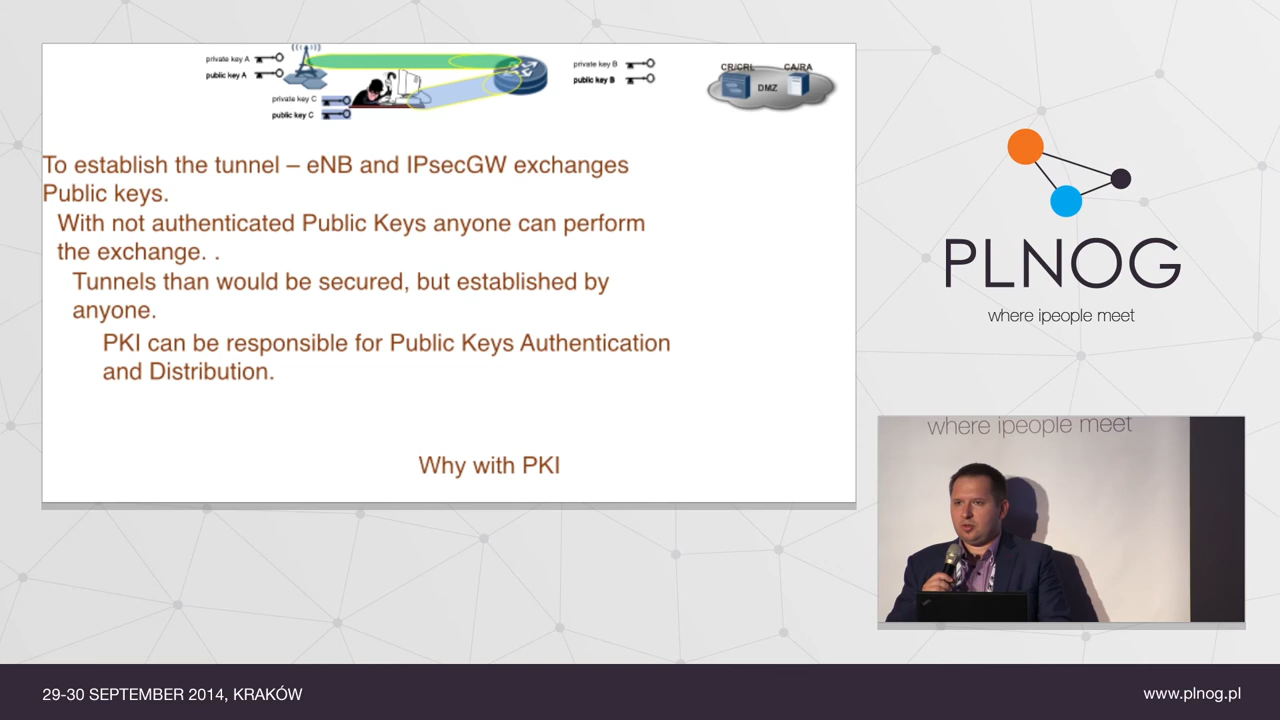 private key A
public key A
private key B
public key B
private key C
public key C
CR/CRL
CA/RA
DMZ
To establish the tunnel – eNB and IPsecGW exchanges
Public keys.
With not authenticated Public Keys anyone can perform
the exchange. .
Tunnels than would be secured, but established by
anyone.
PKI can be responsible for Public Keys Authentication
and Distribution.
Why with PKI
PLNOG
where ipeople meet
where ipeople meet
29-30 SEPTEMBER 2014, KRAKÓW
www.plnog.pl